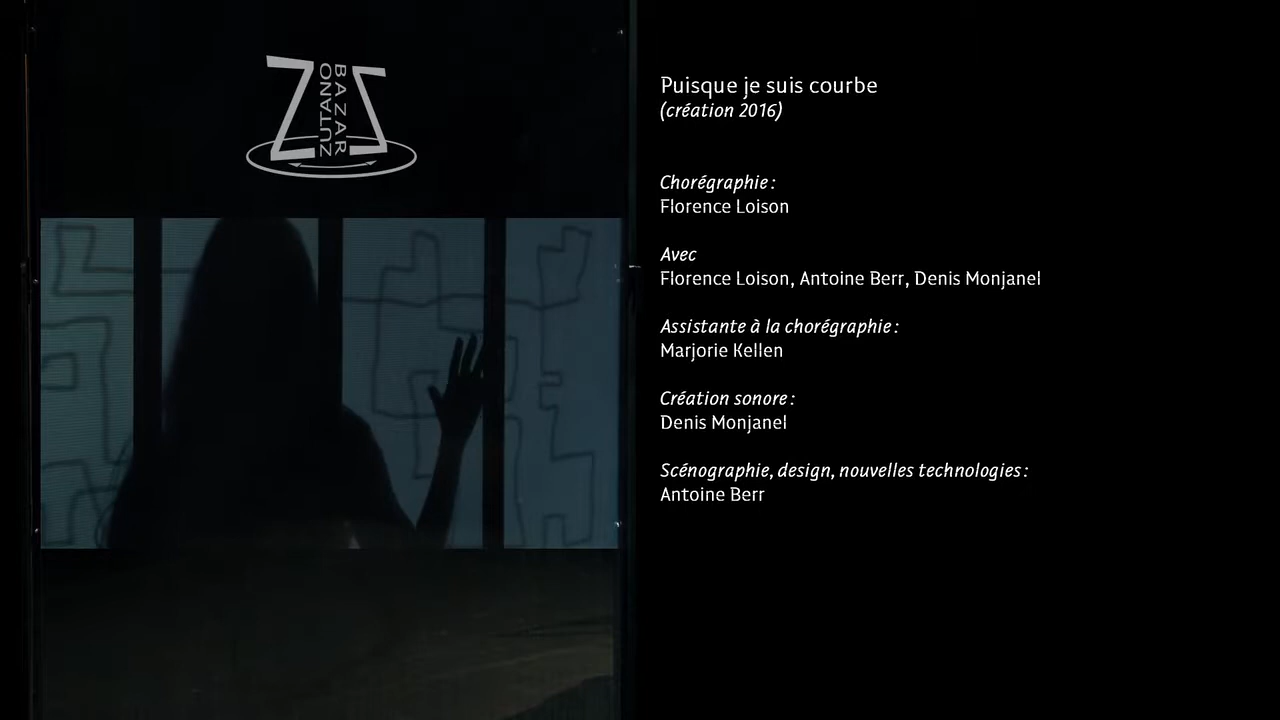 ZUTANO
BAZAR
Puisque je suis courbe
(création 2016)
Chorégraphie :
Florence Loison
Avec
Florence Loison, Antoine Berr, Denis Monjanel
Assistante à la chorégraphie :
Marjorie Kellen
Création sonore :
Denis Monjanel
Scénographie, design, nouvelles technologies :
Antoine Berr